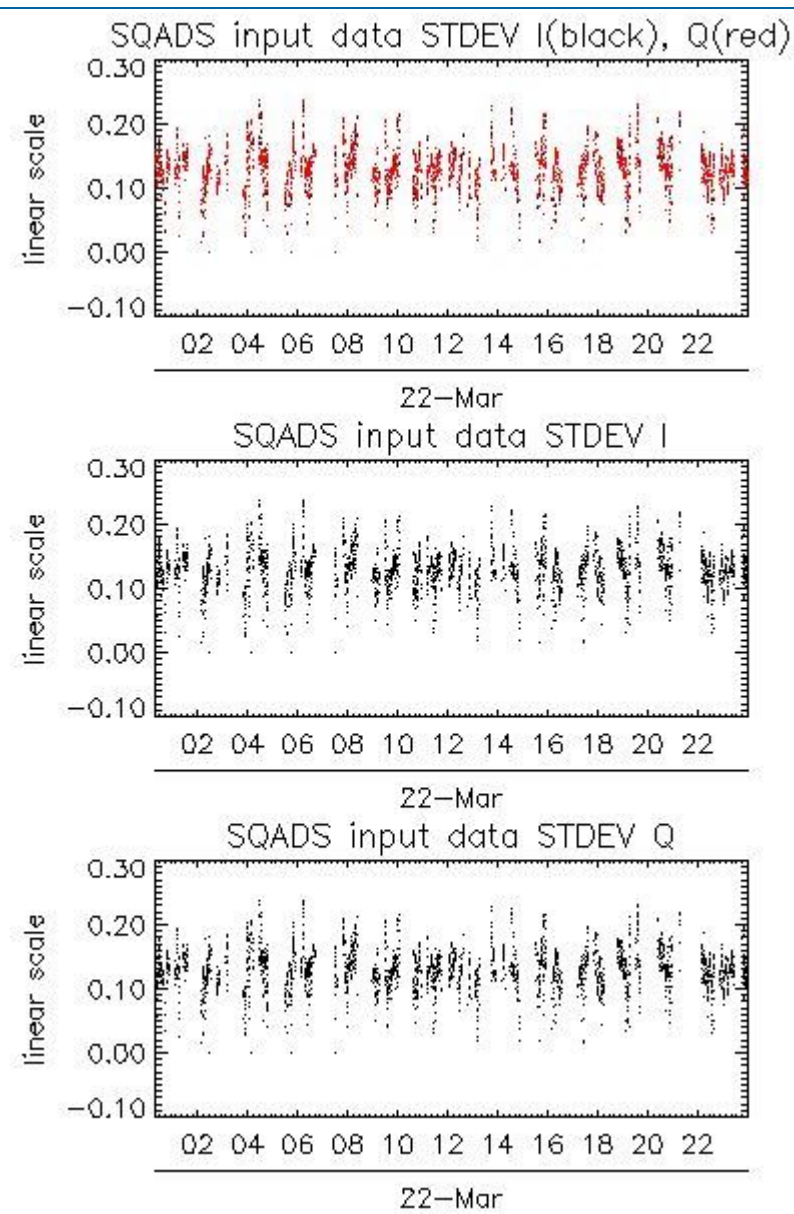 SQADS input data STDEV I(black), Q(red)
0.30
0.20
0.10
0.00
-0.10
linear scale
02 04 06 08 10 12 14 16 18 20 22
22-Mar
SQADS input data STDEV I
0.30
0.20
0.10
0.00
-0.10
linear scale
02 04 06 08 10 12 14 16 18 20 22
22-Mar
SQADS input data STDEV Q
0.30
0.20
0.10
0.00
-0.10
linear scale
02 04 06 08 10 12 14 16 18 20 22
22-Mar